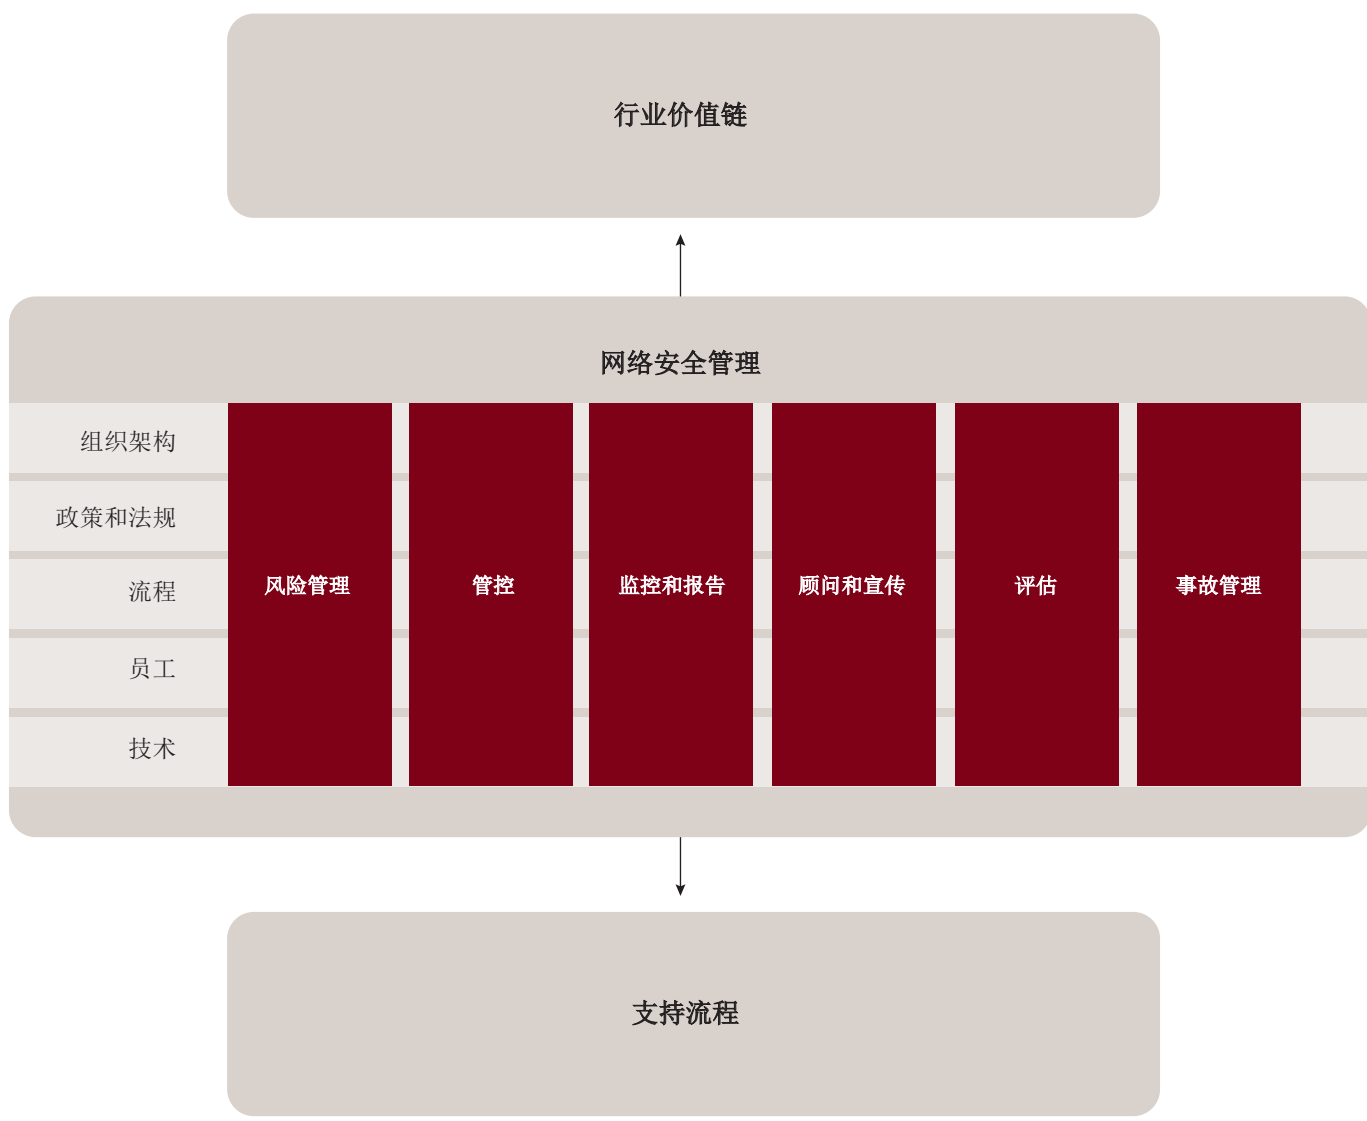 行业价值链
网络安全管理
组织架构
政策和法规
流程
员工
技术
风险管理
管控
监控和报告
顾问和宣传
评估
事故管理
支持流程